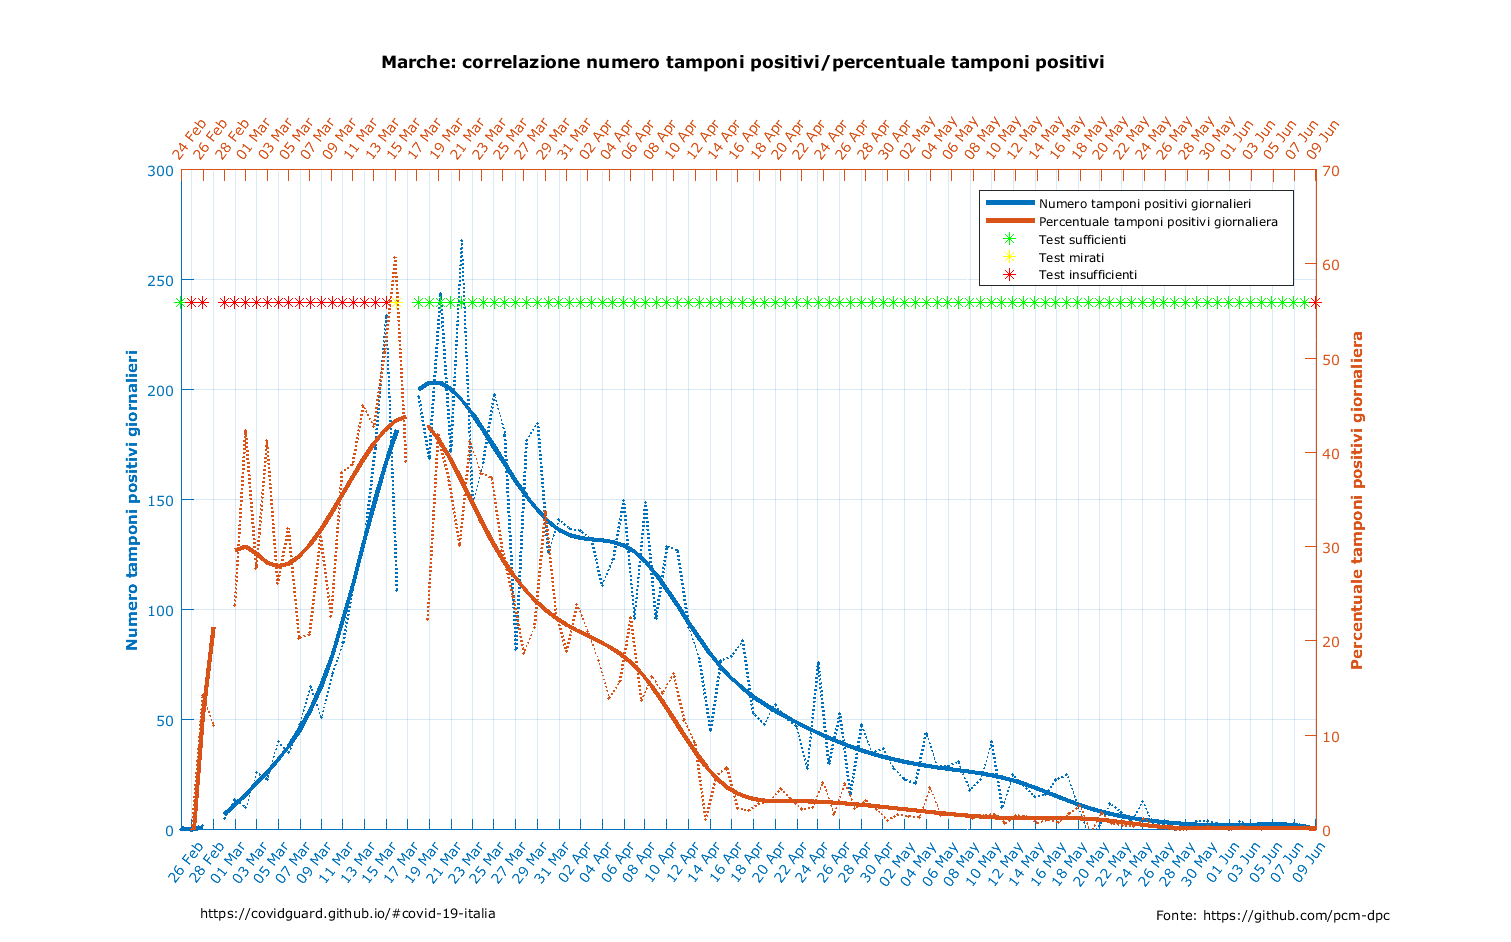 Marche: correlazione numero tamponi positivi/percentuale tamponi positivi
24 Feb 26 Feb 28 Feb 01 Mar 03 Mar 05 Mar 07 Mar 09 Mar 11 Mar 13 Mar 15 Mar 17 Mar 19 Mar 21 Mar 23 Mar 25 Mar 27 Mar 29 Mar 31 Mar 02 Apr 04 Apr 06 Apr 08 Apr 10 Apr 12 Apr 14 Apr 16 Apr 18 Apr 20 Apr 22 Apr 24 Apr 26 Apr 28 Apr 30 Apr 02 May 04 May 06 May 08 May 10 May 12 May 14 May 16 May 18 May 20 May 22 May 24 May 26 May 28 May 30 May 01 Jun 03 Jun 05 Jun 07 Jun 09 Jun
300
250
200
150
100
50
0
Numero tamponi positivi giornalieri
Numero tamponi positivi giornalieri
Percentuale tamponi positivi giornaliera
Test sufficienti
Test mirati
Test insufficienti
70
60
50
40
30
20
10
0
Percentuale tamponi positivi giornaliera
26 Feb 28 Feb 01 Mar 03 Mar 05 Mar 07 Mar 09 Mar 11 Mar 13 Mar 15 Mar 17 Mar 19 Mar 21 Mar 23 Mar 25 Mar 27 Mar 29 Mar 31 Mar 02 Apr 04 Apr 06 Apr 08 Apr 10 Apr 12 Apr 14 Apr 16 Apr 18 Apr 20 Apr 22 Apr 24 Apr 26 Apr 28 Apr 30 Apr 02 May 04 May 06 May 08 May 10 May 12 May 14 May 16 May 18 May 20 May 22 May 24 May 26 May 28 May 30 May 01 Jun 03 Jun 05 Jun 07 Jun 09 Jun
https://covidguard.github.io/#covid-19-italia
Fonte: https://github.com/pcm-dpc